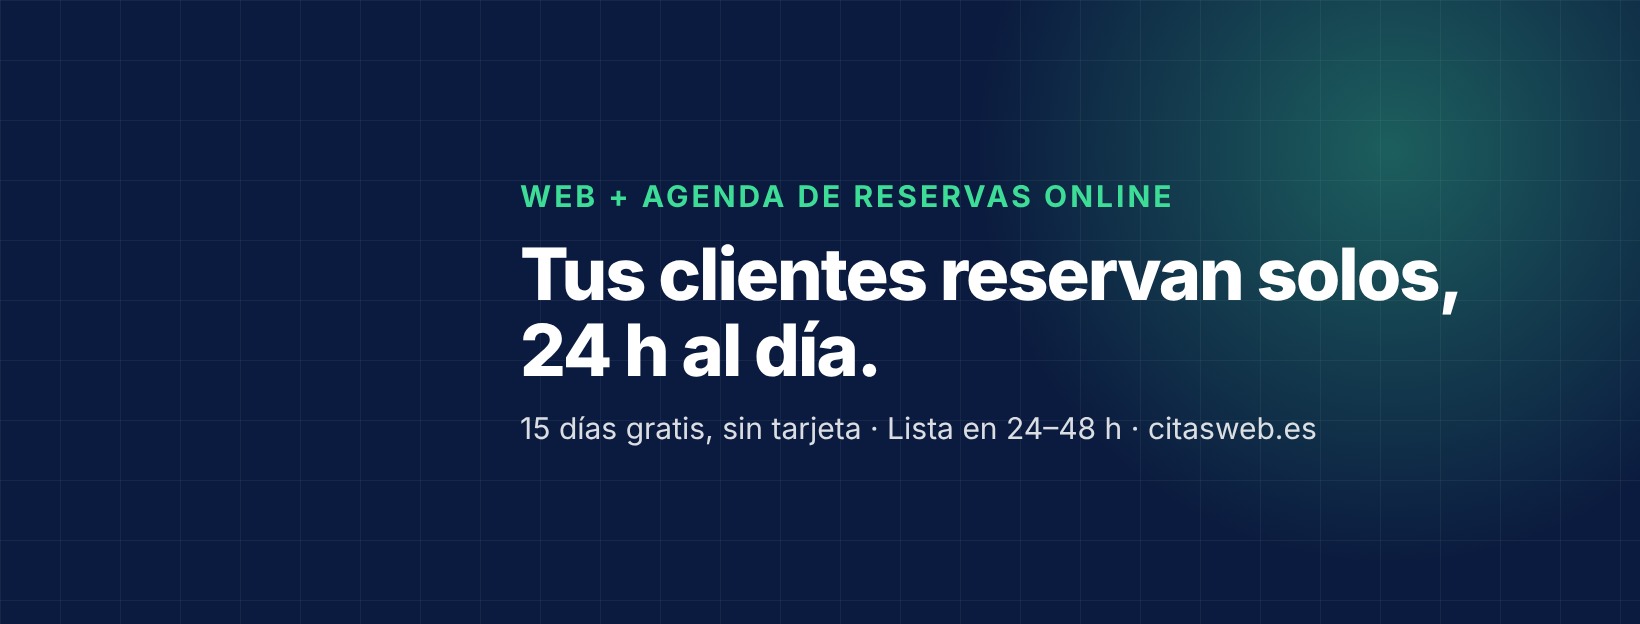 WEB + AGENDA DE RESERVAS ONLINE
Tus clientes reservan solos,
24 h al día.
15 días gratis, sin tarjeta · Lista en 24–48 h · citasweb.es